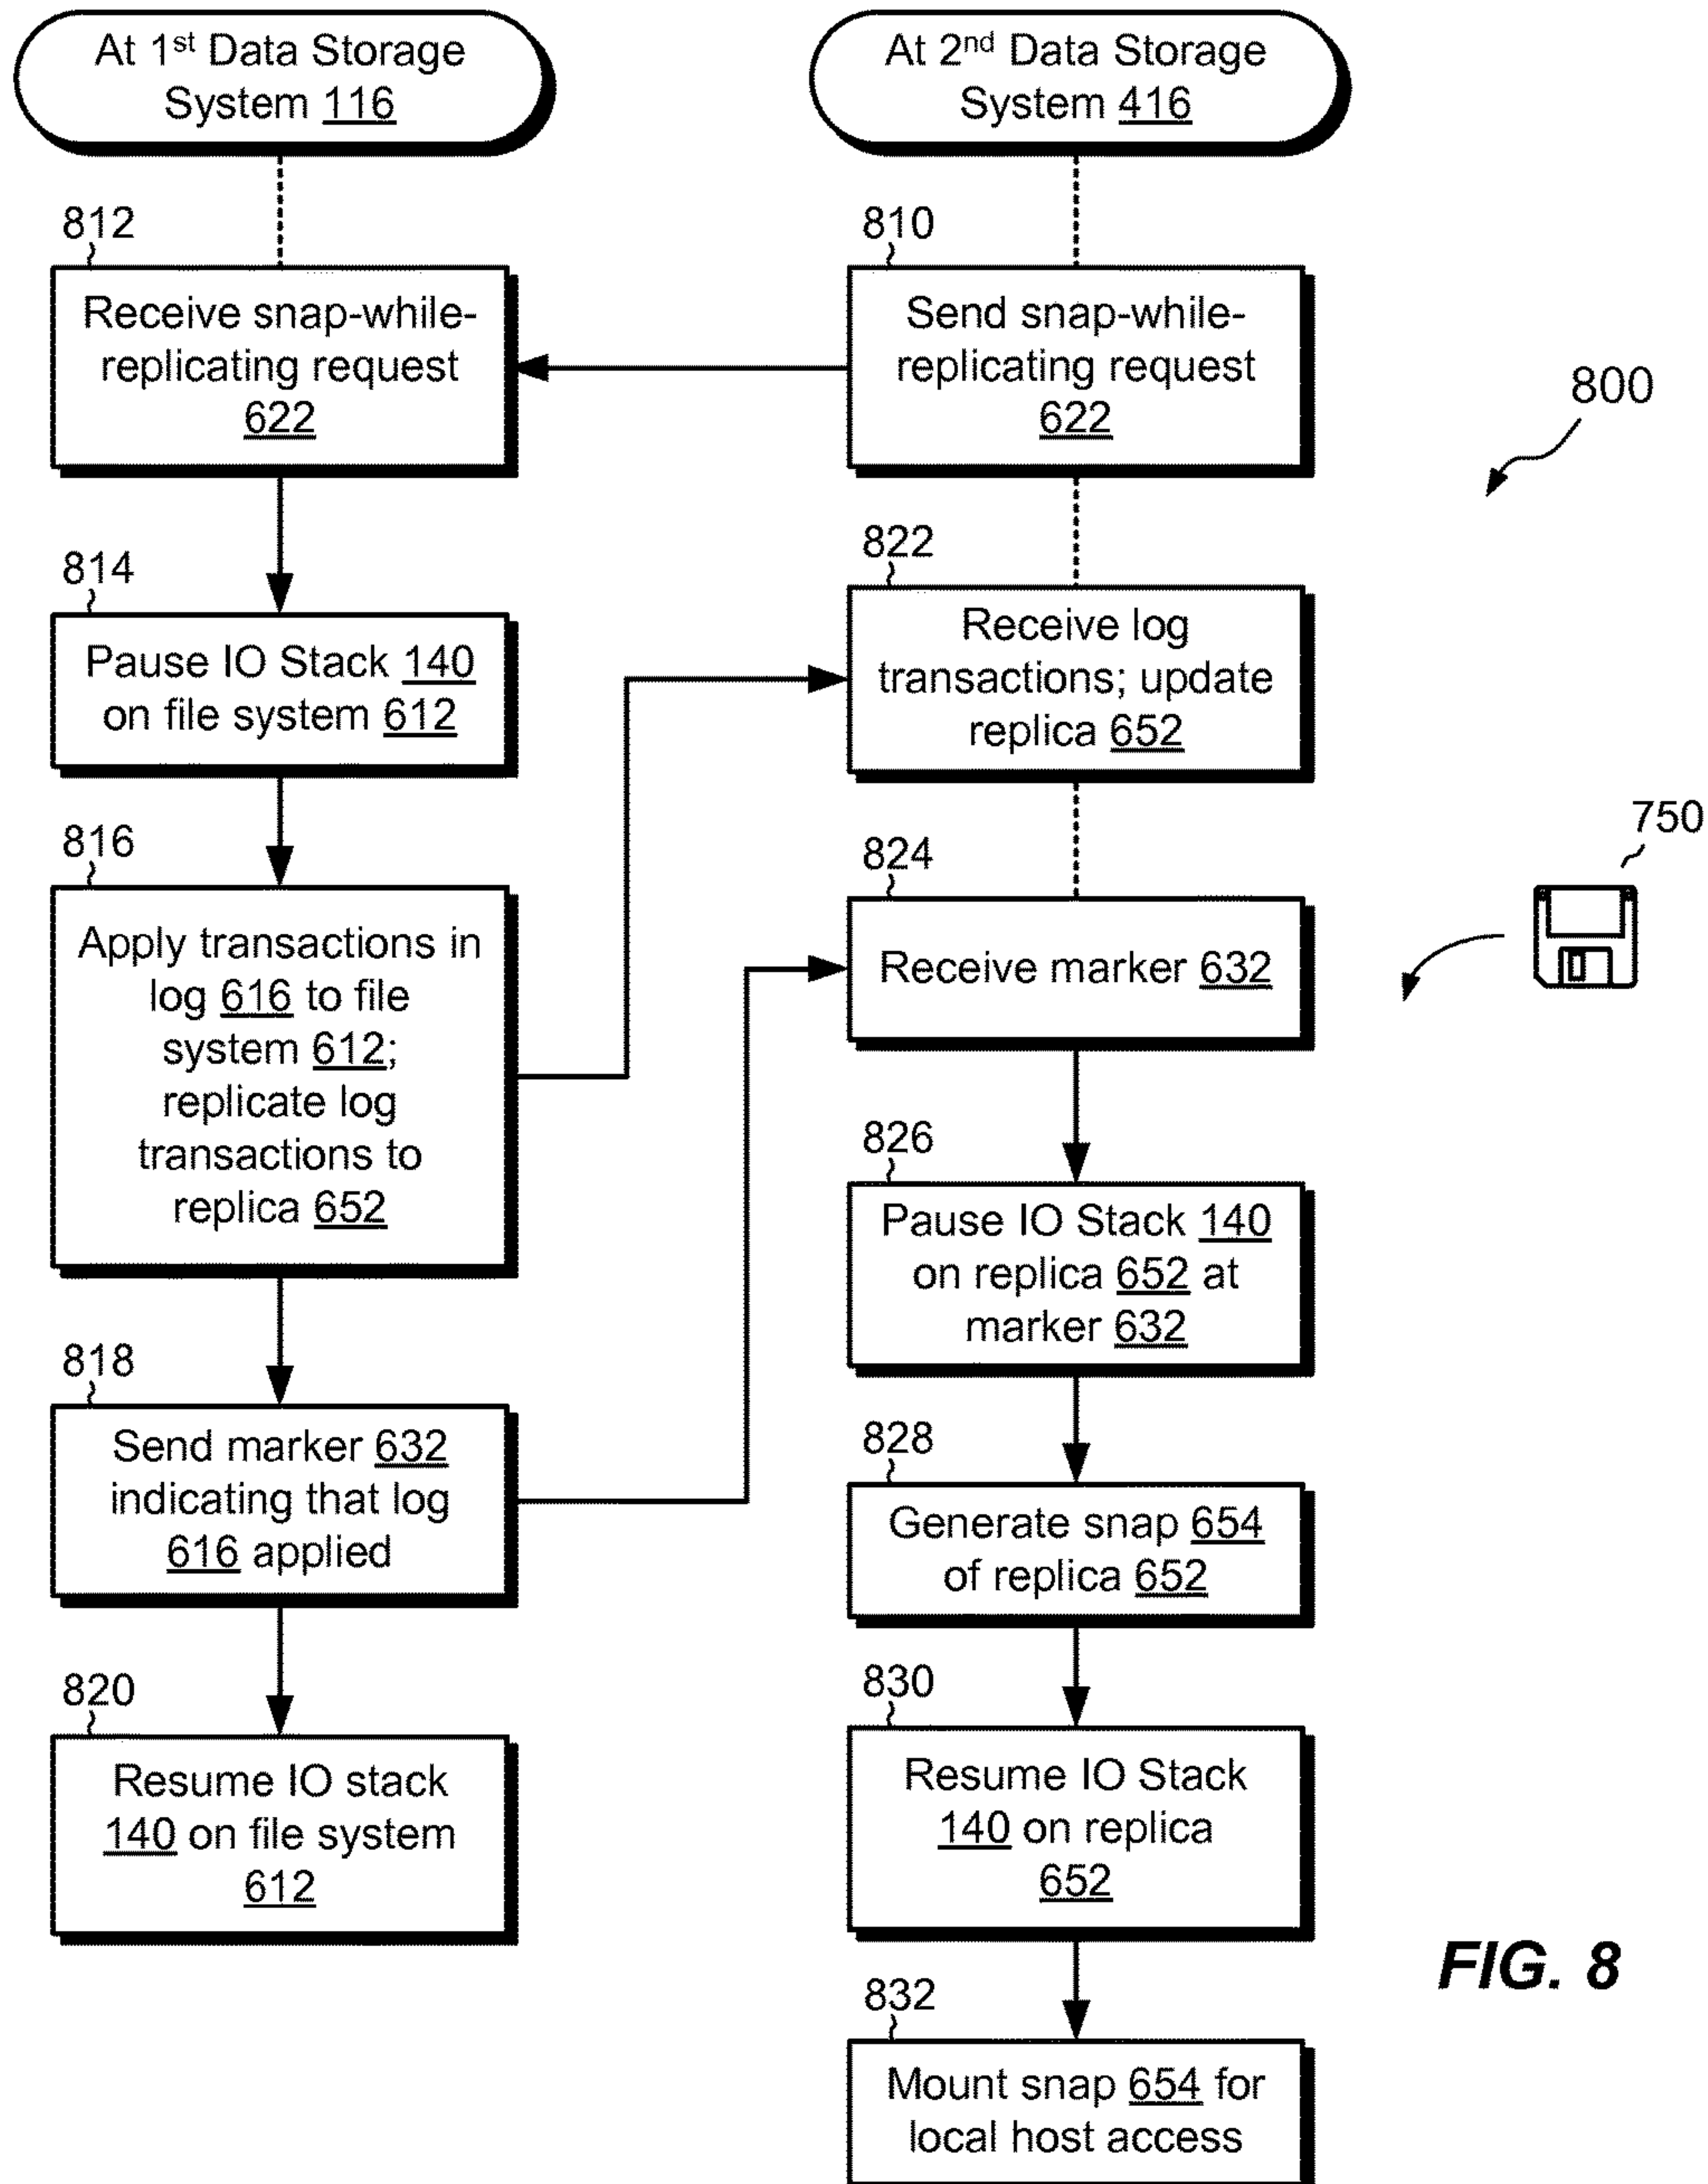 At 1st Data Storage
System 116
812
Receive snap-while-
replicating request
622
814
Pause IO Stack 140
on file system 612
816
Apply transactions in
log 616 to file
system 612;
replicate log
transactions to
replica 652
818
Send marker 632
indicating that log
616 applied
820
Resume IO stack
140 on file system
612
At 2nd Data Storage
System 416
810
Send snap-while-
replicating request
622
822
Receive log
transactions; update
replica 652
824
Receive marker 632
826
Pause IO Stack 140
on replica 652 at
marker 632
828
Generate snap 654
of replica 652
830
Resume IO Stack
140 on replica
652
832
Mount snap 654 for
local host access
800
750
FIG. 8